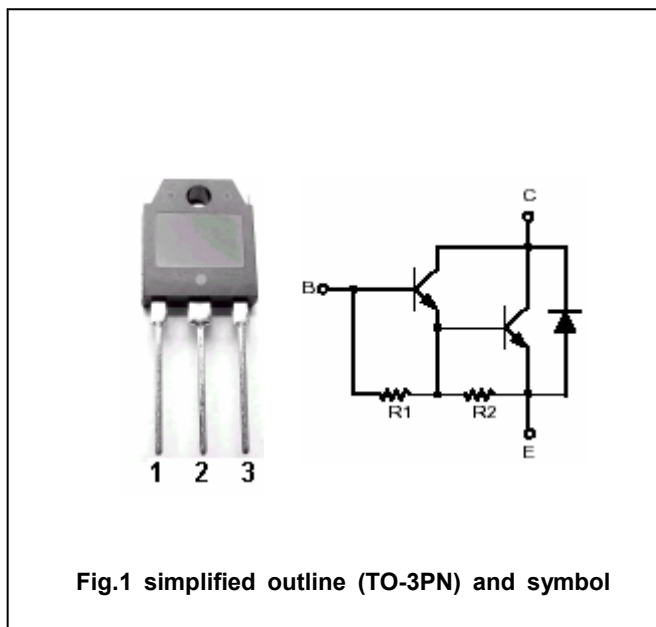 C
B
R1
R2
E
1 2 3
Fig.1 simplified outline (TO-3PN) and symbol